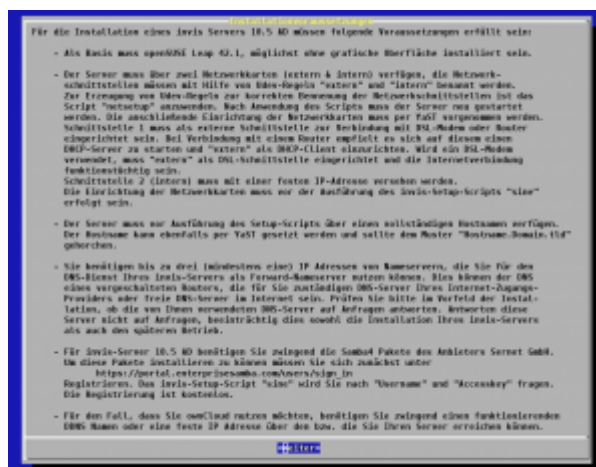 Installationsvoraussetzungen
Für die Installation eines invis Servers 10.5 AD müssen folgende Voraussetzungen erfüllt sein:
- Als Basis muss openSUSE Leap 42.1, möglichst ohne grafische Oberfläche installiert sein.
- Der Server muss über zwei Netzwerkkarten (extern & intern) verfügen, die Netzwerk-
schnittstellen müssen mit Hilfe von Udev-Regeln "extern" und "intern" benannt werden.
Zur Erzeugung von Udev-Regeln zur korrekten Benennung der Netzwerkschnittstellen ist das
Script "netsetup" anzuwenden. Nach Anwendung des Scripts muss der Server neu gestartet
werden. Die anschließende Einrichtung der Netzwerkkarten muss per YaST vorgenommen werden.
Schnittstelle 1 muss als externe Schnittstelle zur Verbindung mit DSL-Modem oder Router
eingerichtet sein. Bei Verbindung mit einem Router empfielt es sich auf diesem einen
DHCP-Server zu starten und "extern" als DHCP-Client einzurichten. Wird ein DSL-Modem
verwendet, muss "extern" als DSL-Schnittstelle eingerichtet und die Internetverbindung
funktionstüchtig sein.
Schnittstelle 2 (intern) muss mit einer festen IP-Adresse versehen werden.
Die Einrichtung der Netzwerkkarten muss vor der Ausführung des invis-Setup-Scripts "sine"
erfolgt sein.
- Der Server muss vor Ausführung des Setup-Scripts über einen vollständigen Hostnamen verfügen.
Der Hostname kann ebenfalls per YaST gesetzt werden und sollte dem Muster "Hostname.Domain.tld"
gehorchen.
- Sie benötigen bis zu drei (mindestens eine) IP Adressen von Nameservern, die Sie für den
DNS-Dienst Ihres invis-Servers als Forward-Nameserver nutzen können. Dies können der DNS
eines vorgeschalteten Routers, die für Sie zuständigen DNS-Server Ihres Internet-Zugangs-
Providers oder freie DNS-Server im Internet sein. Prüfen Sie bitte im Vorfeld der Instal-
lation, ob die von Ihnen verwendeten DNS-Server auf Anfragen antworten. Antworten diese
Server nicht auf Anfragen, beeinträchtig dies sowohl die Installation Ihres invis-Servers
als auch den späteren Betrieb.
- Für invis-Server 10.5 AD benötigen Sie zwingend die Samba4 Pakete des Anbieters Sernet GmbH.
Um diese Pakete installieren zu können müssen Sie sich zunächst unter
https://portal.enterprisesamba.com/users/sign_in
Registrieren. Das invis-Setup-Script "sine" wird Sie nach "Username" und "Accesskey" fragen.
Die Registrierung ist kostenlos.
- Für den Fall, dass Sie ownCloud nutzen möchten, benötigen Sie zwingend einen funktionierenden
DDNS Namen oder eine feste IP Adresse über den bzw. die Sie Ihren Server erreichen können.
<Weiter>